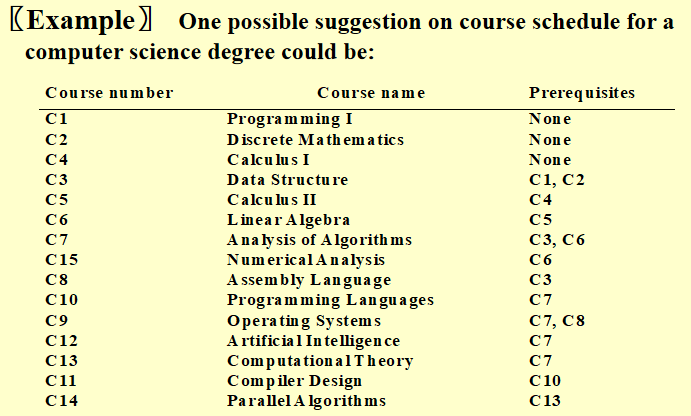 〖Example〗 One possible suggestion on course schedule for a
computer science degree could be:
Course number Course name Prerequisites
C1 Programming I None
C2 Discrete Mathematics None
C4 Calculus I None
C3 Data Structure C1, C2
C5 Calculus II C4
C6 Linear Algebra C5
C7 Analysis of Algorithms C3, C6
C15 Numerical Analysis C6
C8 Assembly Language C3
C10 Programming Languages C7
C9 Operating Systems C7, C8
C12 Artificial Intelligence C7
C13 Computational Theory C7
C11 Compiler Design C10
C14 Parallel Algorithms C13